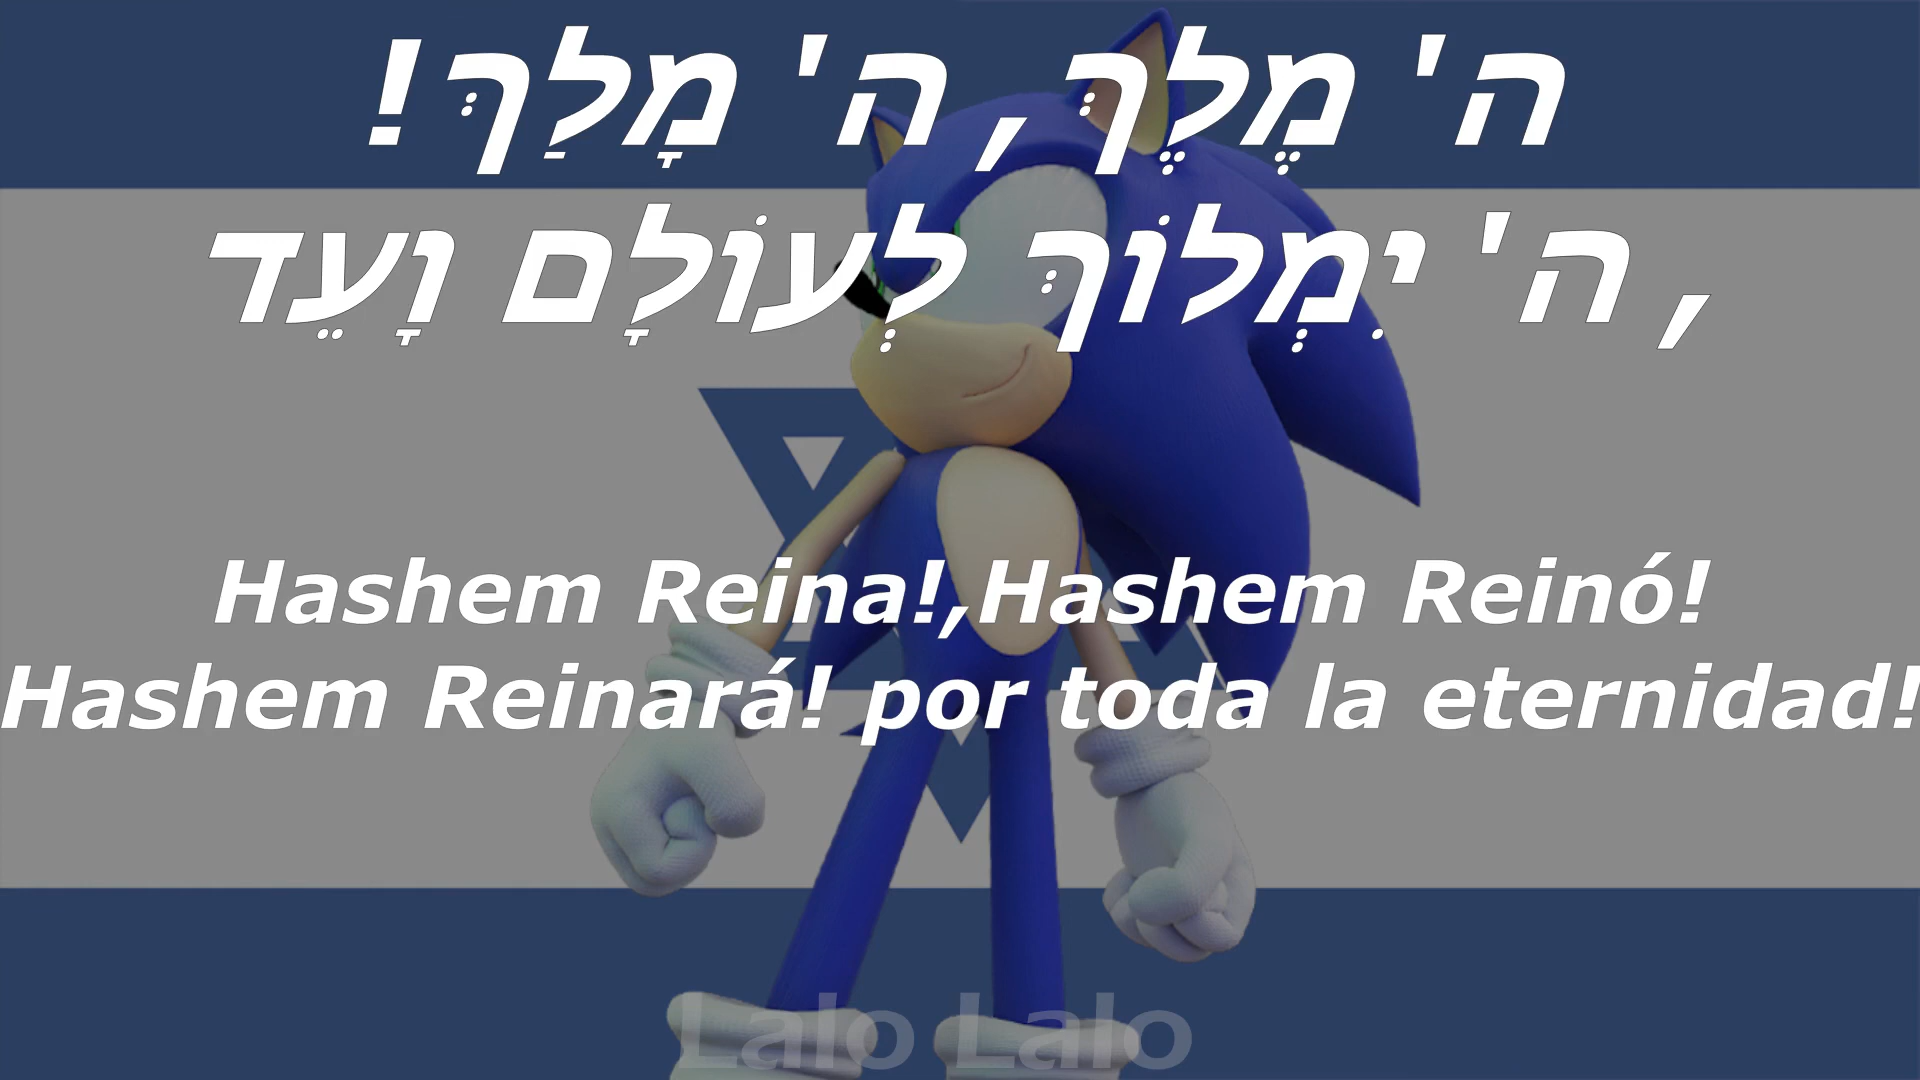 ה' מֶלֶךְ, ה' מָלַךְ!
, ה' יִמְלוֹךְ לְעוֹלָם וָעֵד
Hashem Reina!,Hashem Reinó!
Hashem Reinará! por toda la eternidad!
Lalo Lalo